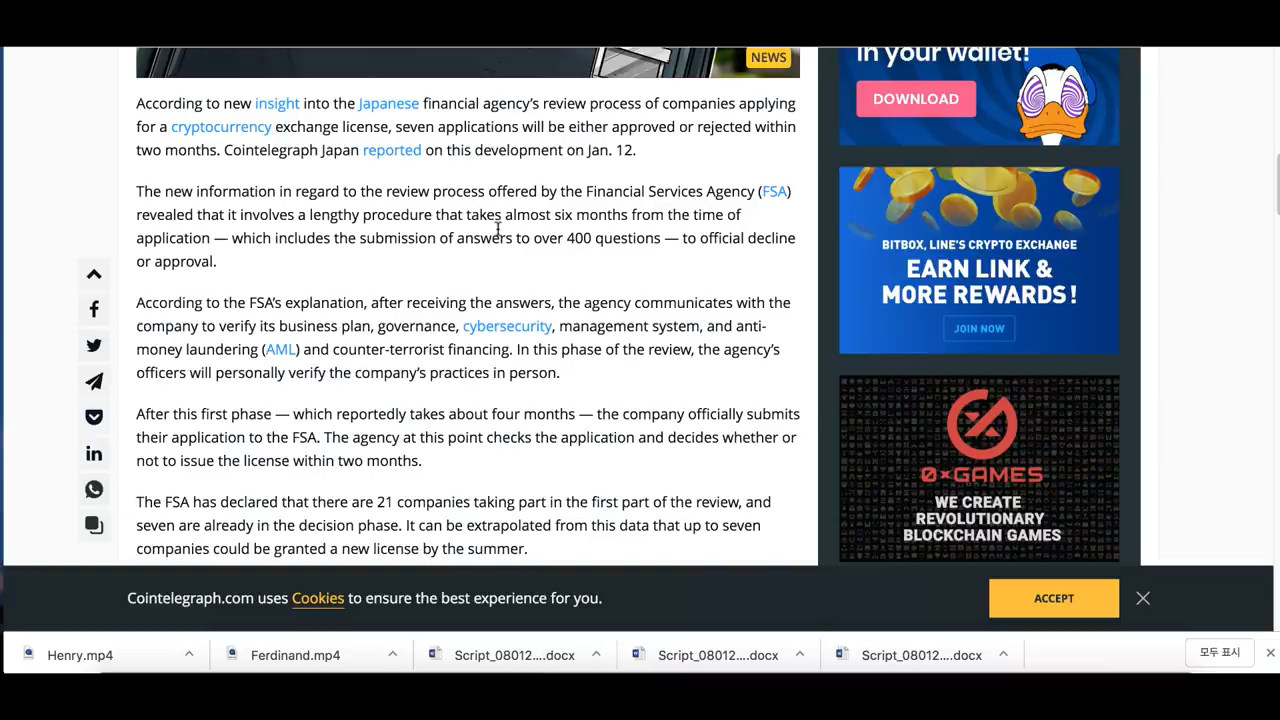 NEWS
According to new insight into the Japanese financial agency’s review process of companies applying
for a cryptocurrency exchange license, seven applications will be either approved or rejected within
two months. Cointelegraph Japan reported on this development on Jan. 12.
The new information in regard to the review process offered by the Financial Services Agency (FSA)
revealed that it involves a lengthy procedure that takes almost six months from the time of
application — which includes the submission of answers to over 400 questions — to official decline
or approval.
According to the FSA’s explanation, after receiving the answers, the agency communicates with the
company to verify its business plan, governance, cybersecurity, management system, and anti-
money laundering (AML) and counter-terrorist financing. In this phase of the review, the agency’s
officers will personally verify the company’s practices in person.
After this first phase — which reportedly takes about four months — the company officially submits
their application to the FSA. The agency at this point checks the application and decides whether or
not to issue the license within two months.
The FSA has declared that there are 21 companies taking part in the first part of the review, and
seven are already in the decision phase. It can be extrapolated from this data that up to seven
companies could be granted a new license by the summer.
in your wallet!
DOWNLOAD
BITBOX, LINE'S CRYPTO EXCHANGE
EARN LINK &
MORE REWARDS!
JOIN NOW
0xGAMES
WE CREATE
REVOLUTIONARY
BLOCKCHAIN GAMES
Cointelegraph.com uses Cookies to ensure the best experience for you.
ACCEPT
Henry.mp4
Ferdinand.mp4
Script_08012....docx
Script_08012....docx
Script_08012....docx
모두 표시